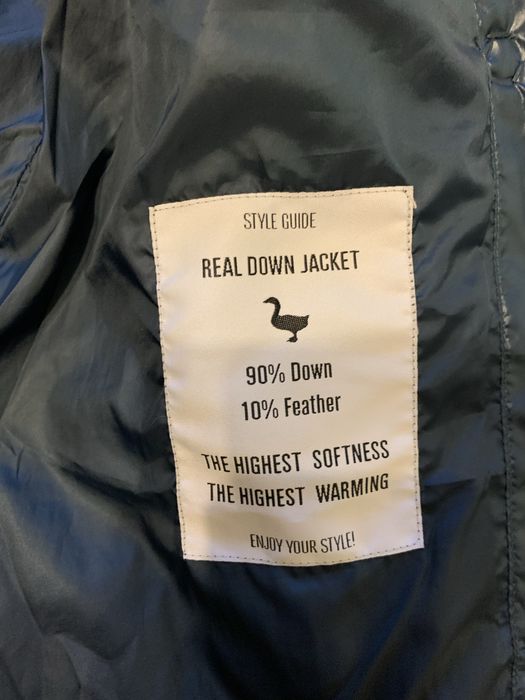 STYLE GUIDE
REAL DOWN JACKET
90% Down
10% Feather
THE HIGHEST SOFTNESS
THE HIGHEST WARMING
ENJOY YOUR STYLE!